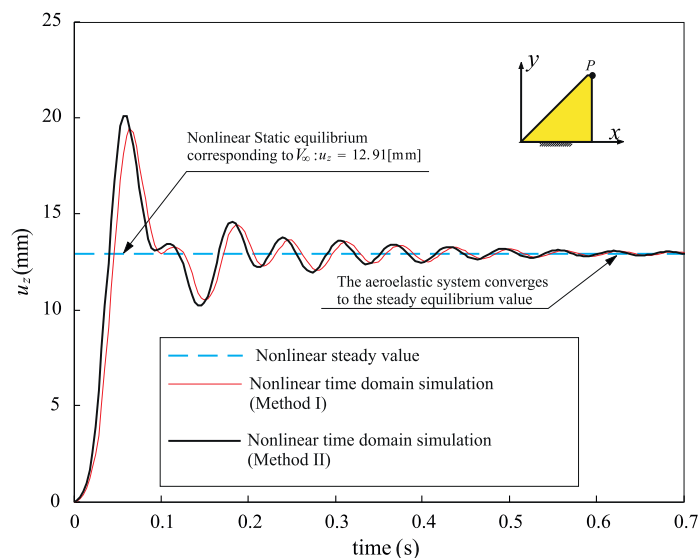 25
20
15
10
5
0
u_z (mm)
0
0.1
0.2
0.3
0.4
0.5
0.6
0.7
time (s)
y
P
x
Nonlinear Static equilibrium
corresponding to V∞ : u_z = 12.91[mm]
The aeroelastic system converges
to the steady equilibrium value
Nonlinear steady value
Nonlinear time domain simulation
(Method I)
Nonlinear time domain simulation
(Method II)